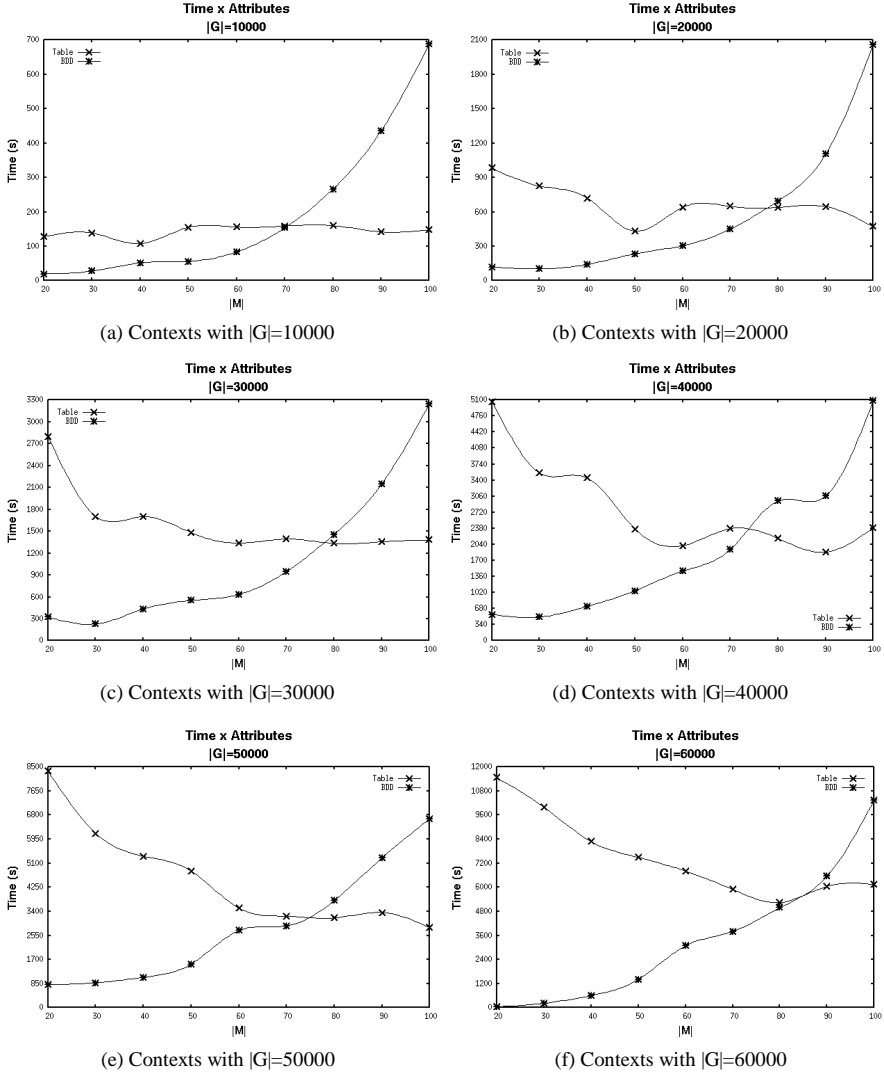 Time x Attributes
|G|=10000
Table
BDD
Time (s)
700
600
500
400
300
200
100
0
20 30 40 50 60 70 80 90 100
|M|
(a) Contexts with |G|=10000
Time x Attributes
|G|=20000
Table
BDD
Time (s)
2100
1800
1500
1200
900
600
300
0
20 30 40 50 60 70 80 90 100
|M|
(b) Contexts with |G|=20000
Time x Attributes
|G|=30000
Table
BDD
Time (s)
3300
3000
2700
2400
2100
1800
1500
1200
900
600
300
0
20 30 40 50 60 70 80 90 100
|M|
(c) Contexts with |G|=30000
Time x Attributes
|G|=40000
Time (s)
5100
4760
4420
4080
3740
3400
3060
2720
2380
2040
1700
1360
1020
680
340
0
Table
BDD
20 30 40 50 60 70 80 90 100
|M|
(d) Contexts with |G|=40000
Time x Attributes
|G|=50000
Table
BDD
Time (s)
8500
7650
6800
5950
5100
4250
3400
2550
1700
850
0
20 30 40 50 60 70 80 90 100
|M|
(e) Contexts with |G|=50000
Time x Attributes
|G|=60000
Table
BDD
Time (s)
12000
10800
9600
8400
7200
6000
4800
3600
2400
1200
0
20 30 40 50 60 70 80 90 100
|M|
(f) Contexts with |G|=60000